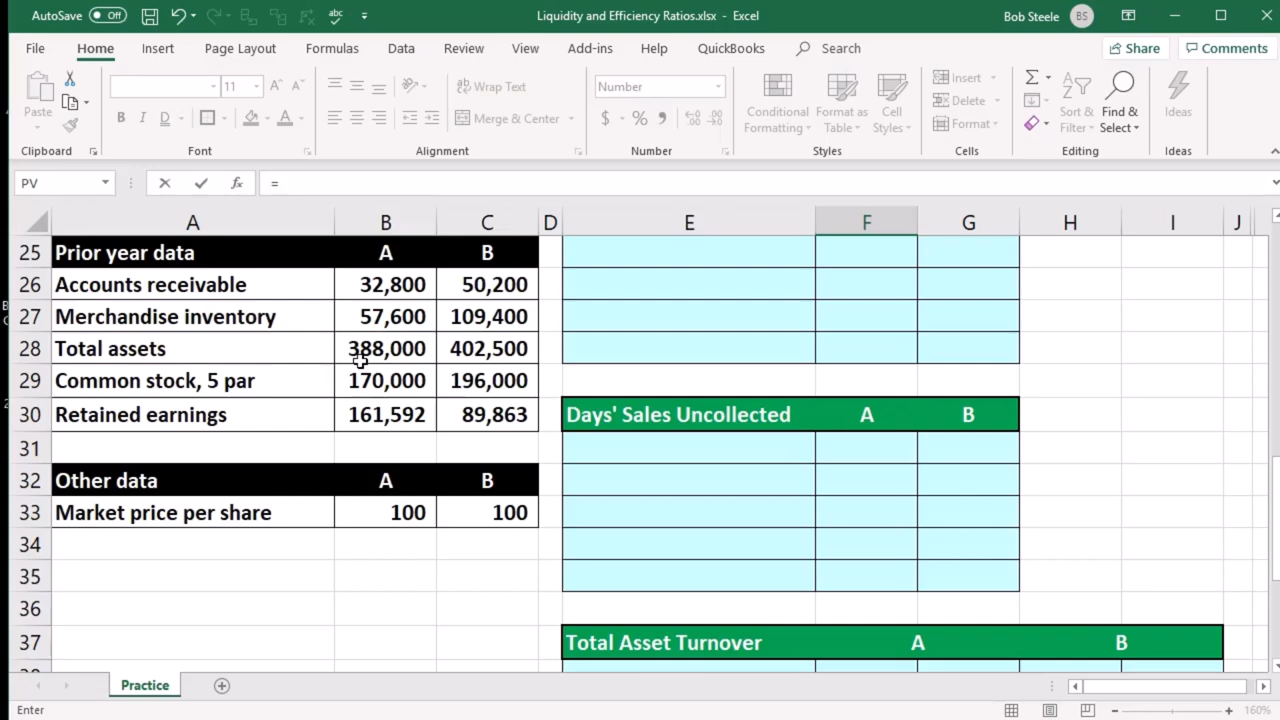 AutoSave Off Liquidity and Efficiency Ratios.xlsx - Excel Bob Steele BS
File Home Insert Page Layout Formulas Data Review View Add-ins Help QuickBooks Search Share Comments
Paste 11 Wrap Text Number Conditional Formatting Format as Table Cell Styles Insert Sort & Filter Find & Select Ideas
B I D Merge & Center $ % Delete
Format
Clipboard Font Alignment Number Styles Cells Editing Ideas
PV fx =
A B C D E F G H I J
25 Prior year data A B
26 Accounts receivable 32,800 50,200
27 Merchandise inventory 57,600 109,400
28 Total assets 388,000 402,500
29 Common stock, 5 par 170,000 196,000
30 Retained earnings 161,592 89,863 Days' Sales Uncollected A B
31
32 Other data A B
33 Market price per share 100 100
34
35
36
37 Total Asset Turnover A B
Practice
Enter 160%